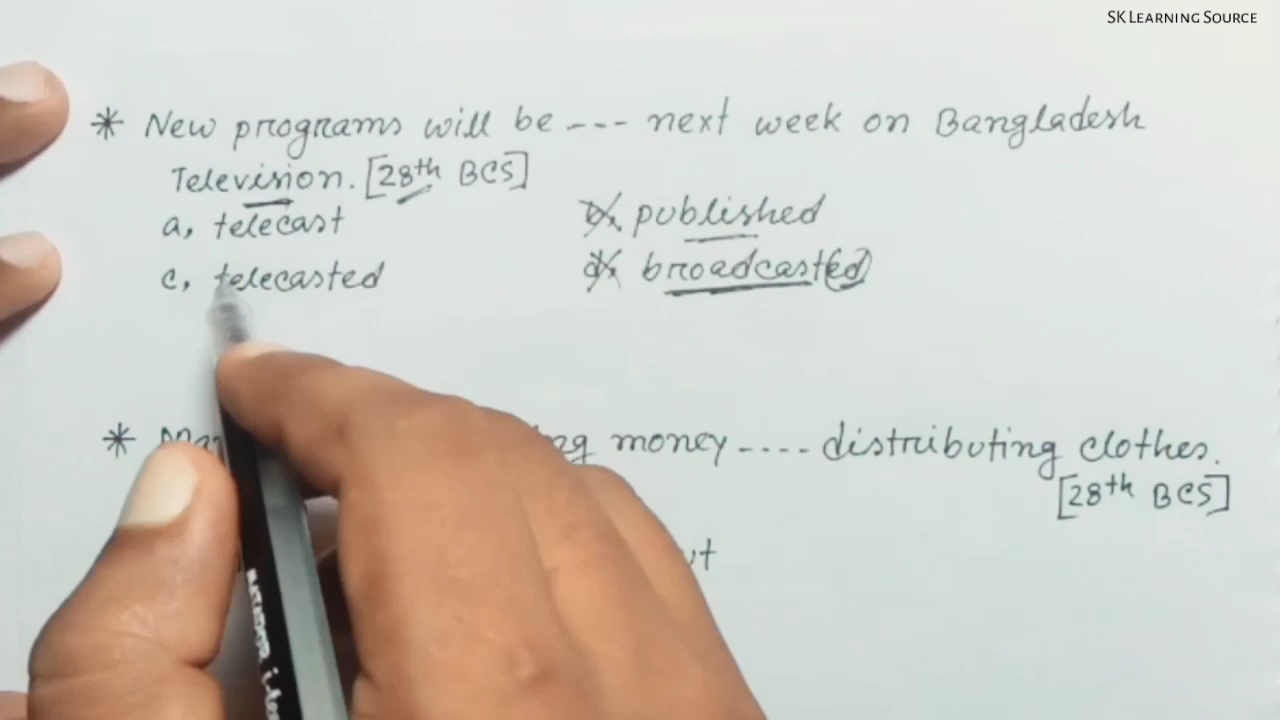 SK Learning Source
* New programs will be --- next week on Bangladesh
Television. [28th BCS]
a, telecast b, published
c, telecasted d, broadcasted
* money .... distributing clothes.
[28th BCS]